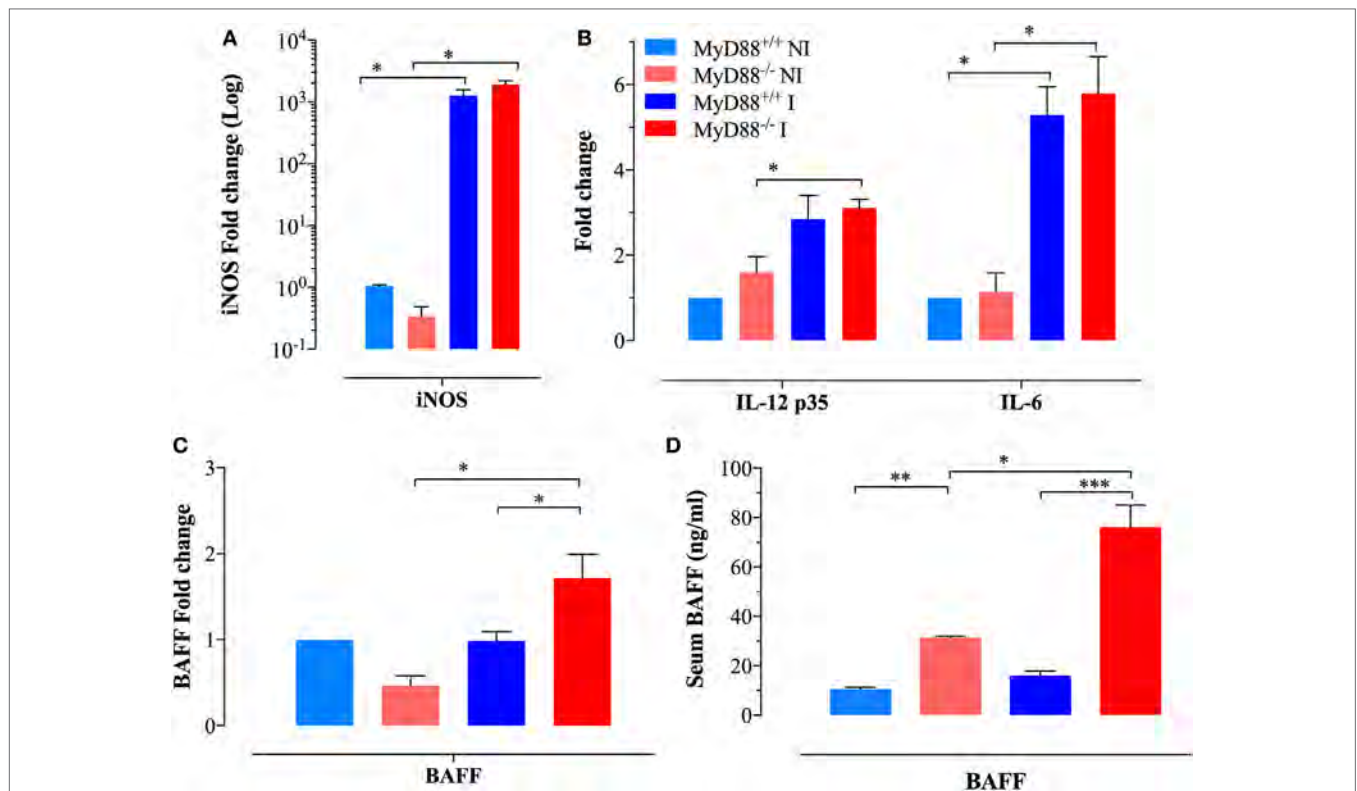 A
iNOS Fold change (Log)
10⁴
10³
10²
10¹
10⁰
10⁻¹
*
*
iNOS
B
Fold change
6
4
2
0
MyD88⁺/⁺ NI
MyD88⁻/⁻ NI
MyD88⁺/⁺ I
MyD88⁻/⁻ I
*
*
*
IL-12 p35
IL-6
C
BAFF Fold change
3
2
1
0
*
*
BAFF
D
Seum BAFF (ng/ml)
100
80
60
40
20
0
**
*
***
BAFF